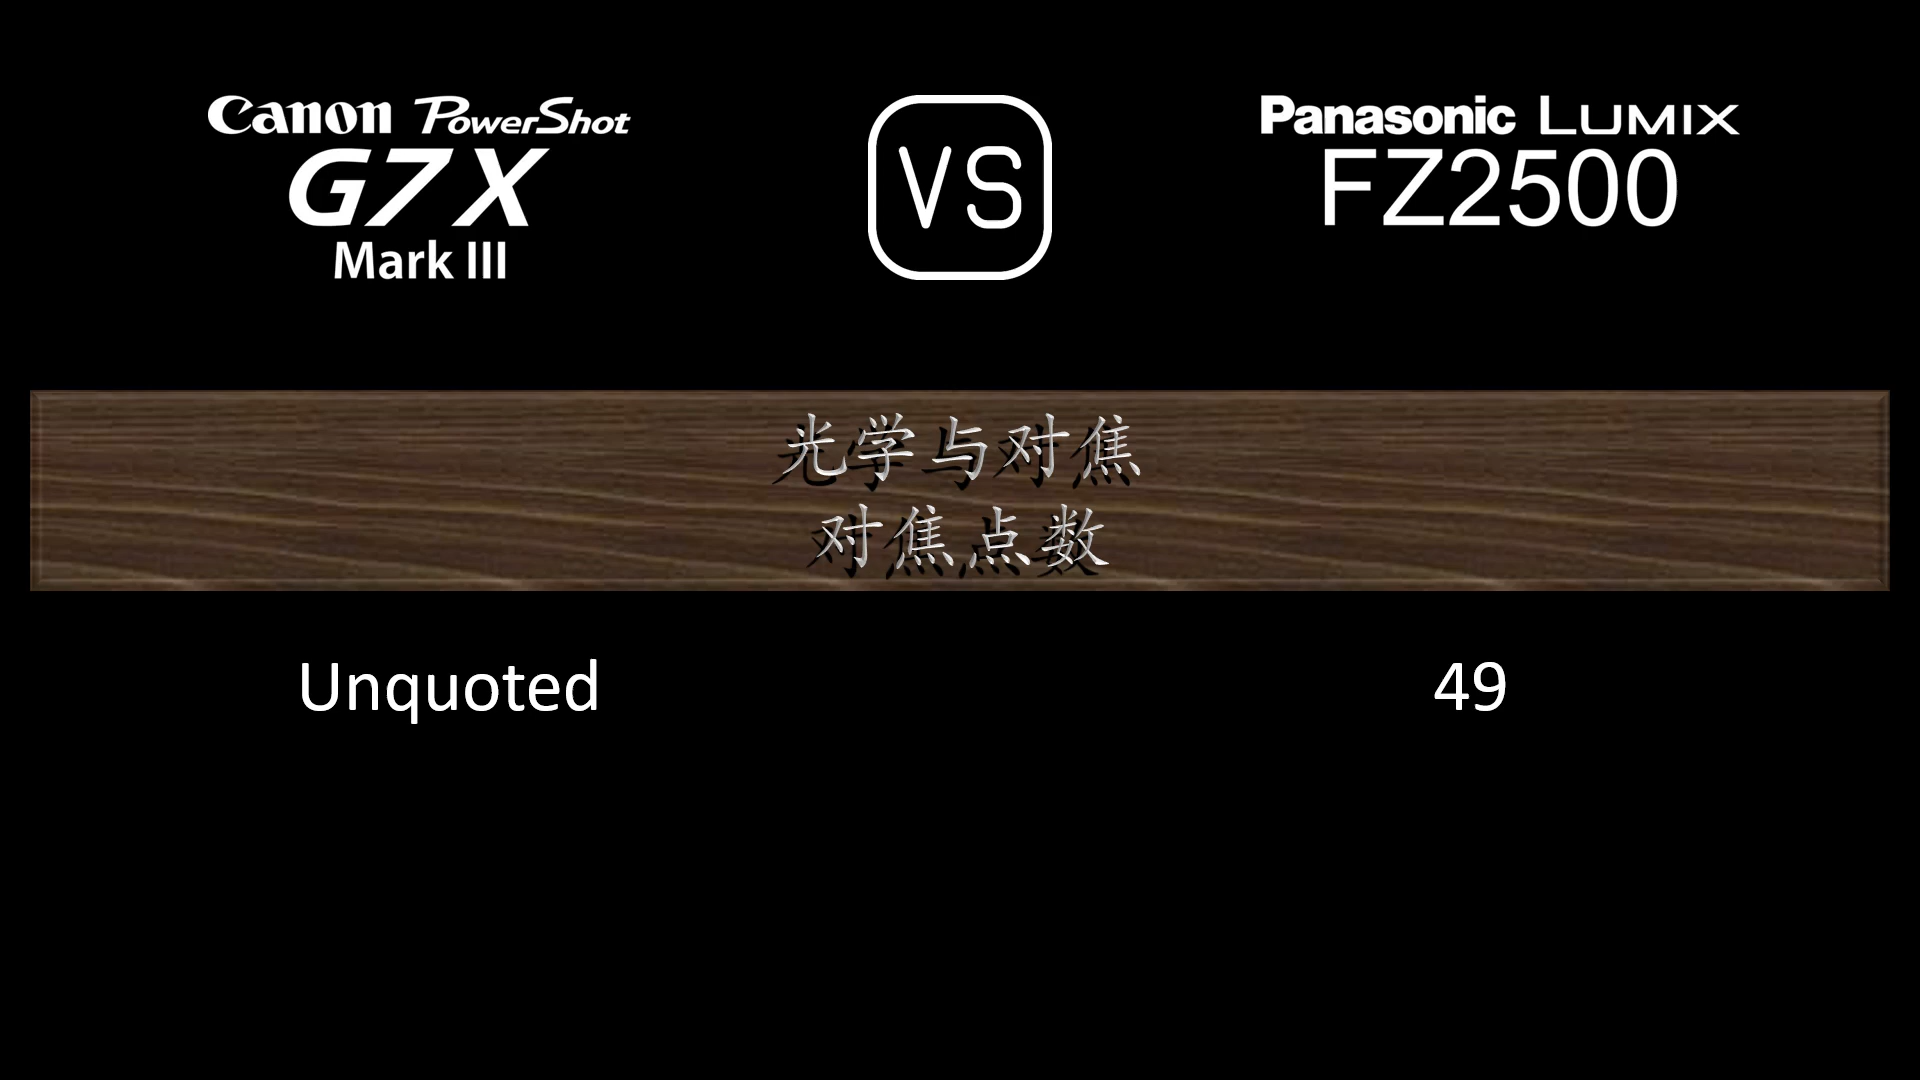 Canon PowerShot
G7 X
Mark III
VS
Panasonic LUMIX
FZ2500
光学与对焦
对焦点数
Unquoted
49